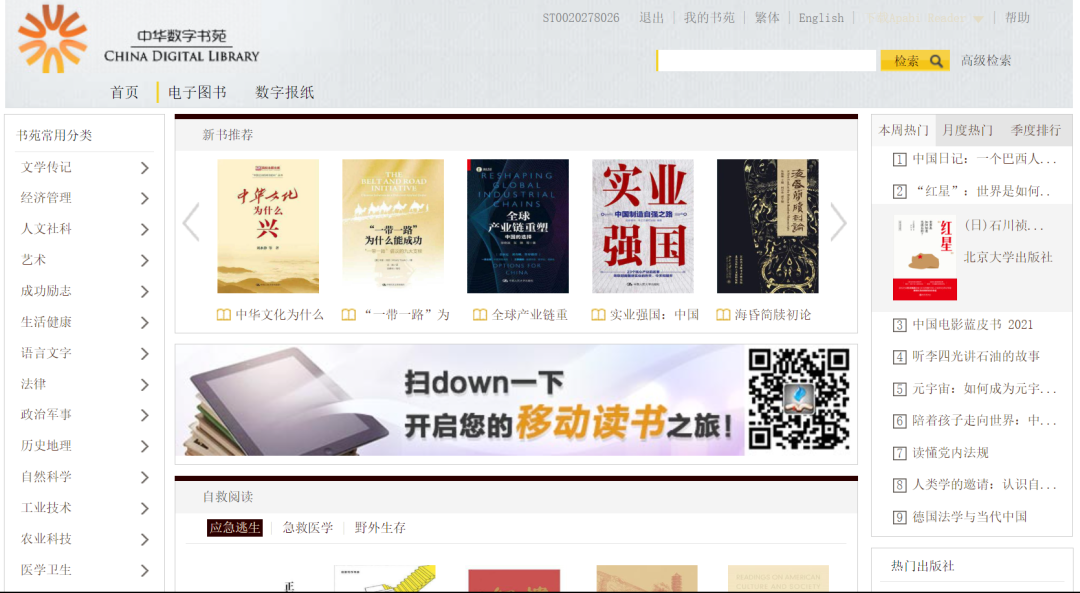 ST0020278026 退出 我的书苑 繁体 English 下载Apabi Reader 帮助
中华数字书苑
CHINA DIGITAL LIBRARY
检索 高级检索
首页 电子图书 数字报纸
书苑常用分类
文学传记
经济管理
人文社科
艺术
成功励志
生活健康
语言文字
法律
政治军事
历史地理
自然科学
工业技术
农业科技
医学卫生
新书推荐
中华文化
为什么
兴
THE
BELT AND ROAD
INITIATIVE
“一带一路”
为什么能成功
RESHAPING
GLOBAL
INDUSTRIAL
CHAINS
全球
产业链重塑
中国的选择
OPTIONS FOR
CHINA
实业
中国制造自强之路
强国
海昏简牍初论
中华文化为什么
“一带一路”为
全球产业链重
实业强国：中国
海昏简牍初论
扫down一下
开启您的移动读书之旅！
自救阅读
应急逃生 急救医学 野外生存
正
READINGS ON AMERICAN
CULTURE AND SOCIETY
本周热门 月度热门 季度排行
1 中国日记：一个巴西人...
2 “红星”：世界是如何..
红星
(日)石川祯...
北京大学出版社
3 中国电影蓝皮书 2021
4 听李四光讲石油的故事
5 元宇宙：如何成为元宇...
6 陪着孩子走向世界：中...
7 读懂党内法规
8 人类学的邀请：认识自...
9 德国法学与当代中国
热门出版社